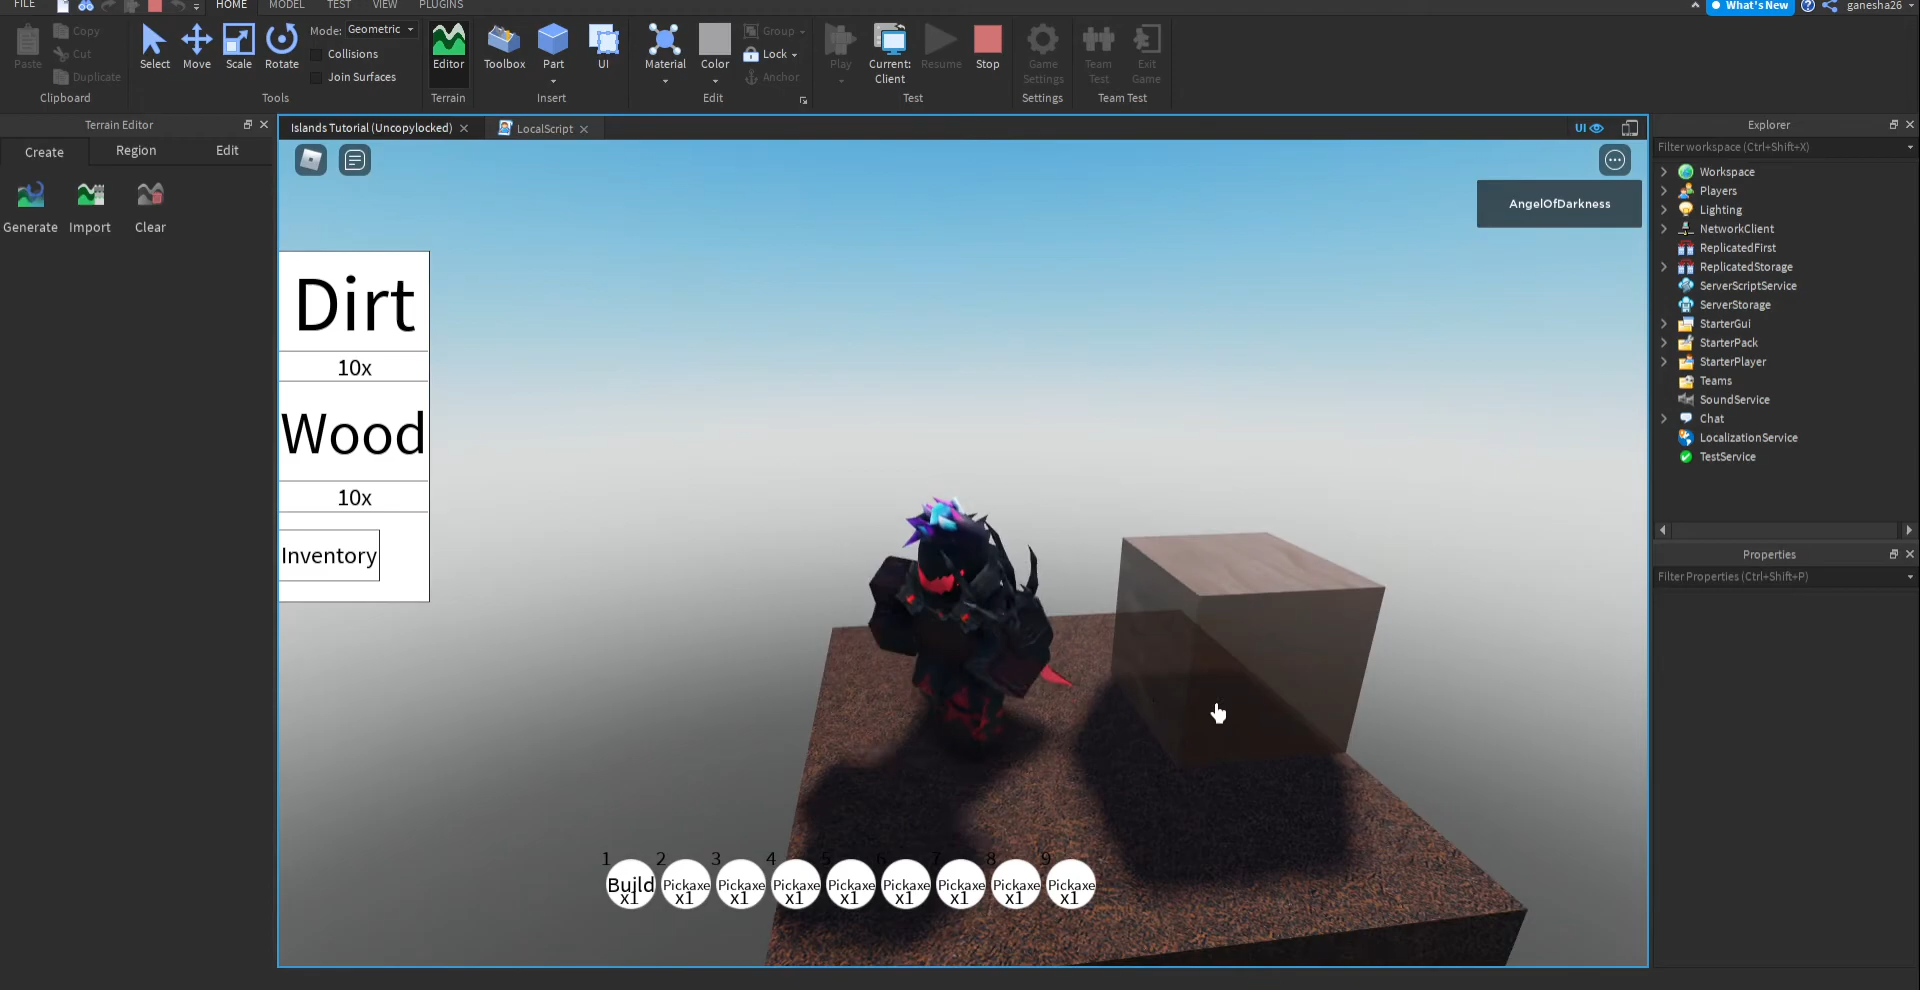 FILE HOME MODEL TEST VIEW PLUGINS What's New ganesha26
Paste Copy Cut Duplicate
Clipboard
Select Move Scale Rotate
Mode: Geometric
Collisions
Join Surfaces
Tools
Editor
Terrain
Toolbox Part UI
Insert
Material Color Group Lock Anchor
Edit
Play Current: Client Resume Stop
Test
Game Settings
Settings
Team Test Exit Game
Team Test
Terrain Editor
Create Region Edit
Generate Import Clear
Islands Tutorial (Uncopylocked) LocalScript UI
AngelOfDarkness
Dirt
10x
Wood
10x
Inventory
1 2 3 4 5 6 7 8 9
Build Pickaxe Pickaxe Pickaxe Pickaxe Pickaxe Pickaxe Pickaxe Pickaxe
x1 x1 x1 x1 x1 x1 x1 x1 x1
Explorer
Filter workspace (Ctrl+Shift+X)
Workspace
Players
Lighting
NetworkClient
ReplicatedFirst
ReplicatedStorage
ServerScriptService
ServerStorage
StarterGui
StarterPack
StarterPlayer
Teams
SoundService
Chat
LocalizationService
TestService
Properties
Filter Properties (Ctrl+Shift+P)